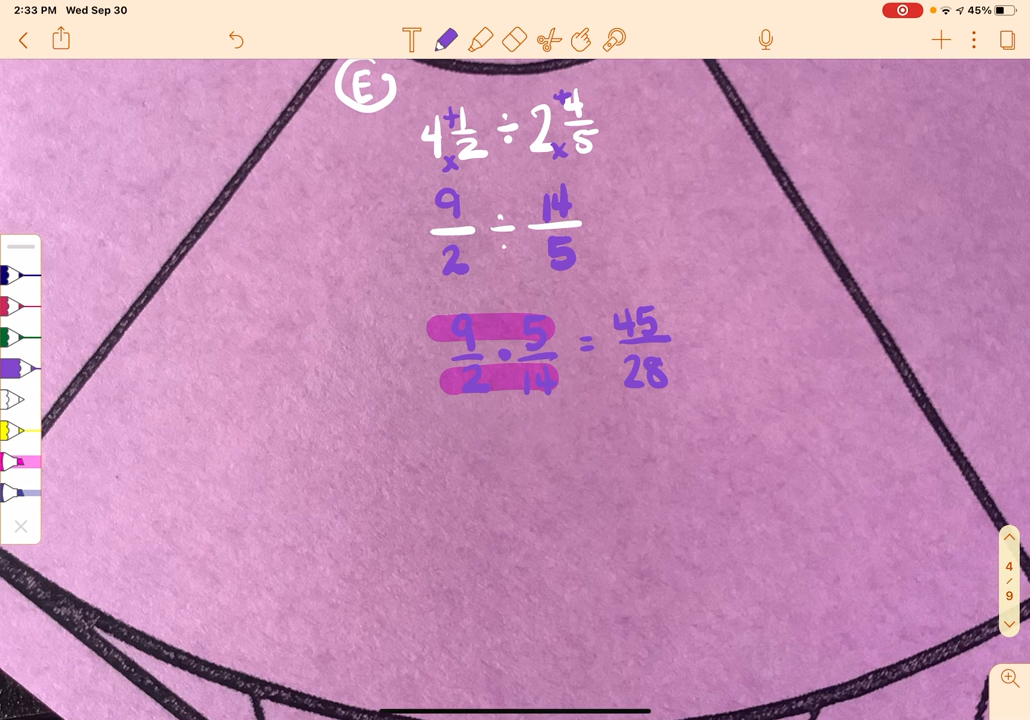 2:33 PM Wed Sep 30
45%
T
E
4 1/2 ÷ 2 4/5
+ +
x x
9/2 ÷ 14/5
9/2 • 5/14 = 45/28
4
/
9